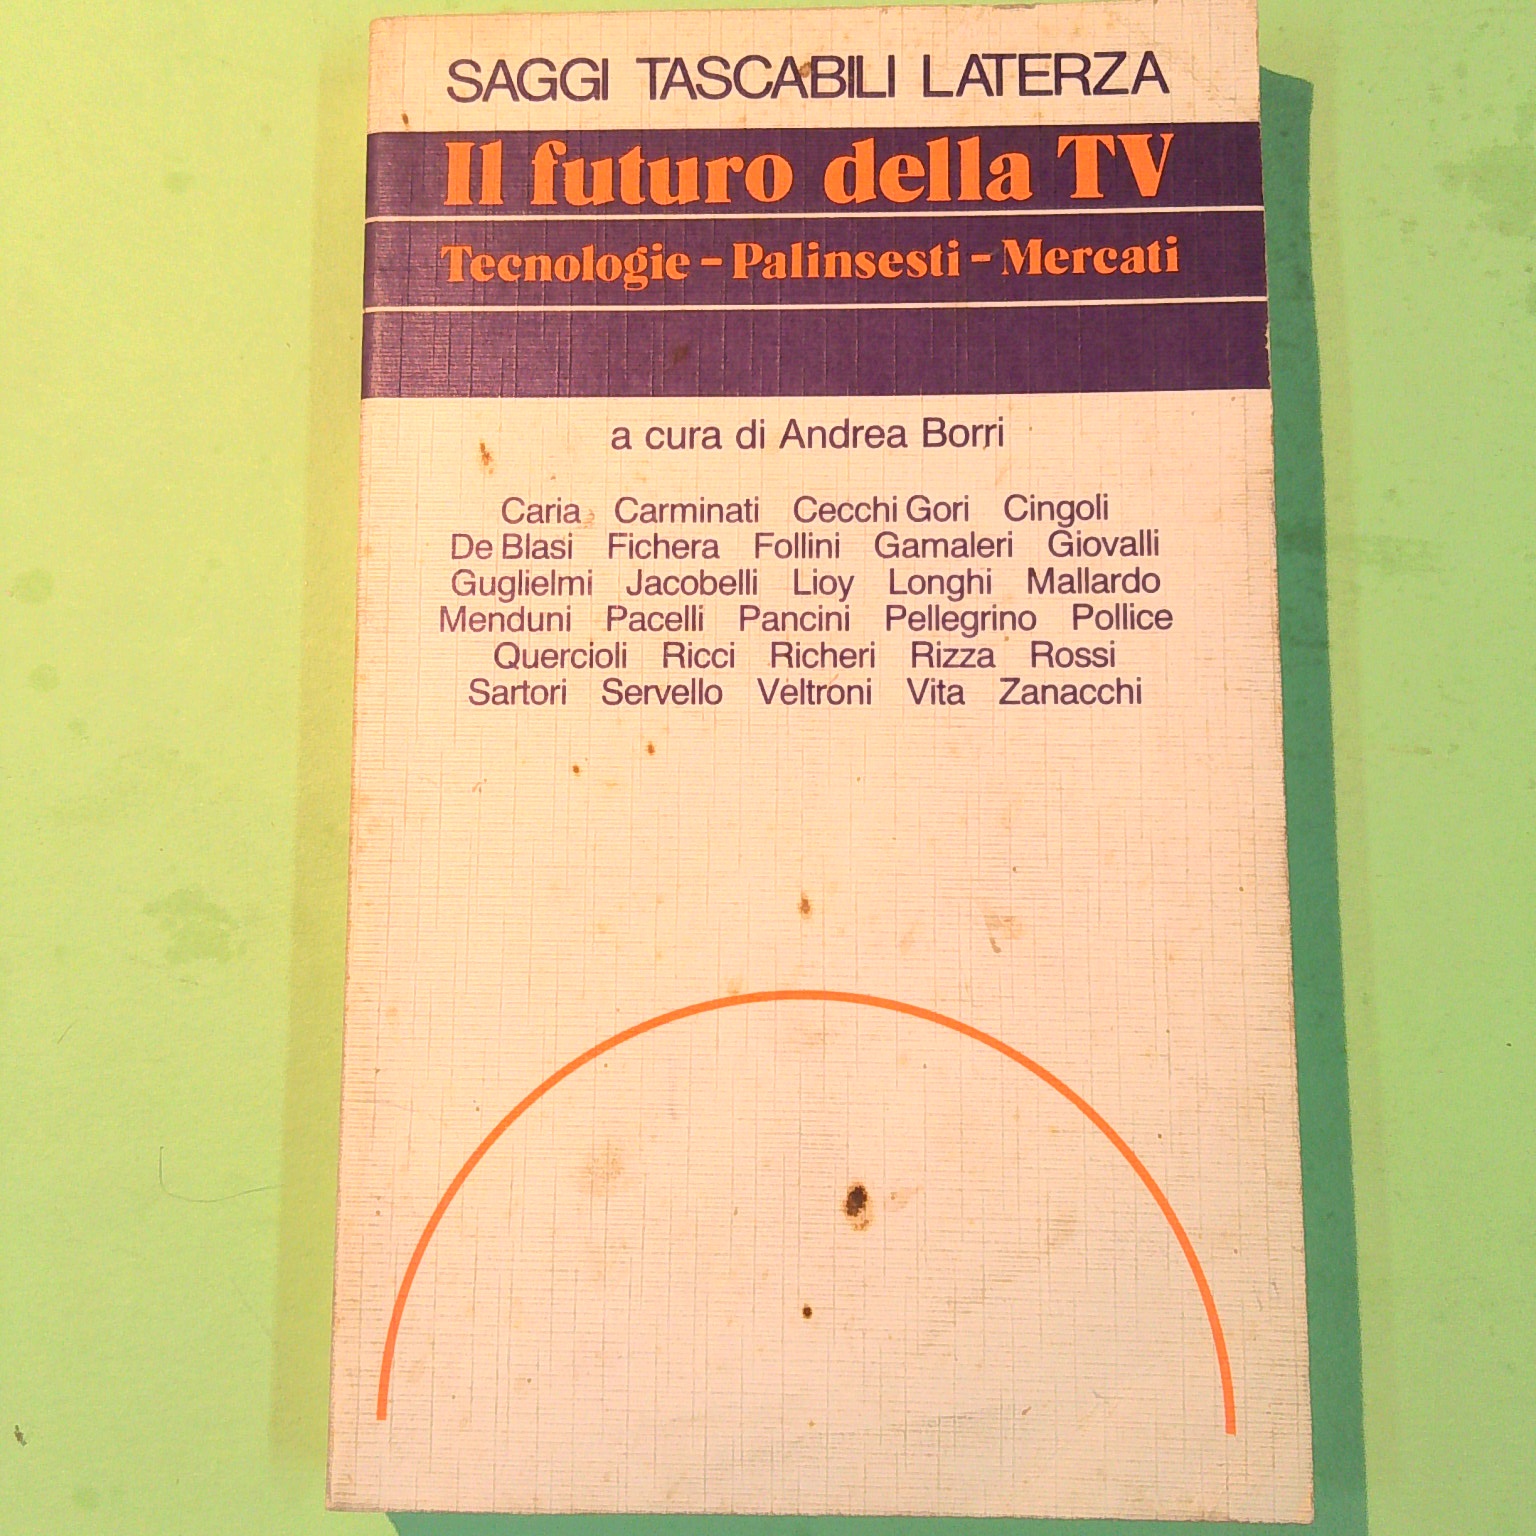 SAGGI TASCABILI LATERZA
Il futuro della TV
Tecnologie - Palinsesti - Mercati
a cura di Andrea Borri
Caria Carminati Cecchi Gori Cingoli
De Blasi Fichera Follini Gamaleri Giovalli
Guglielmi Jacobelli Lioy Longhi Mallardo
Menduni Pacelli Pancini Pellegrino Pollice
Quercioli Ricci Richeri Rizza Rossi
Sartori Servello Veltroni Vita Zanacchi